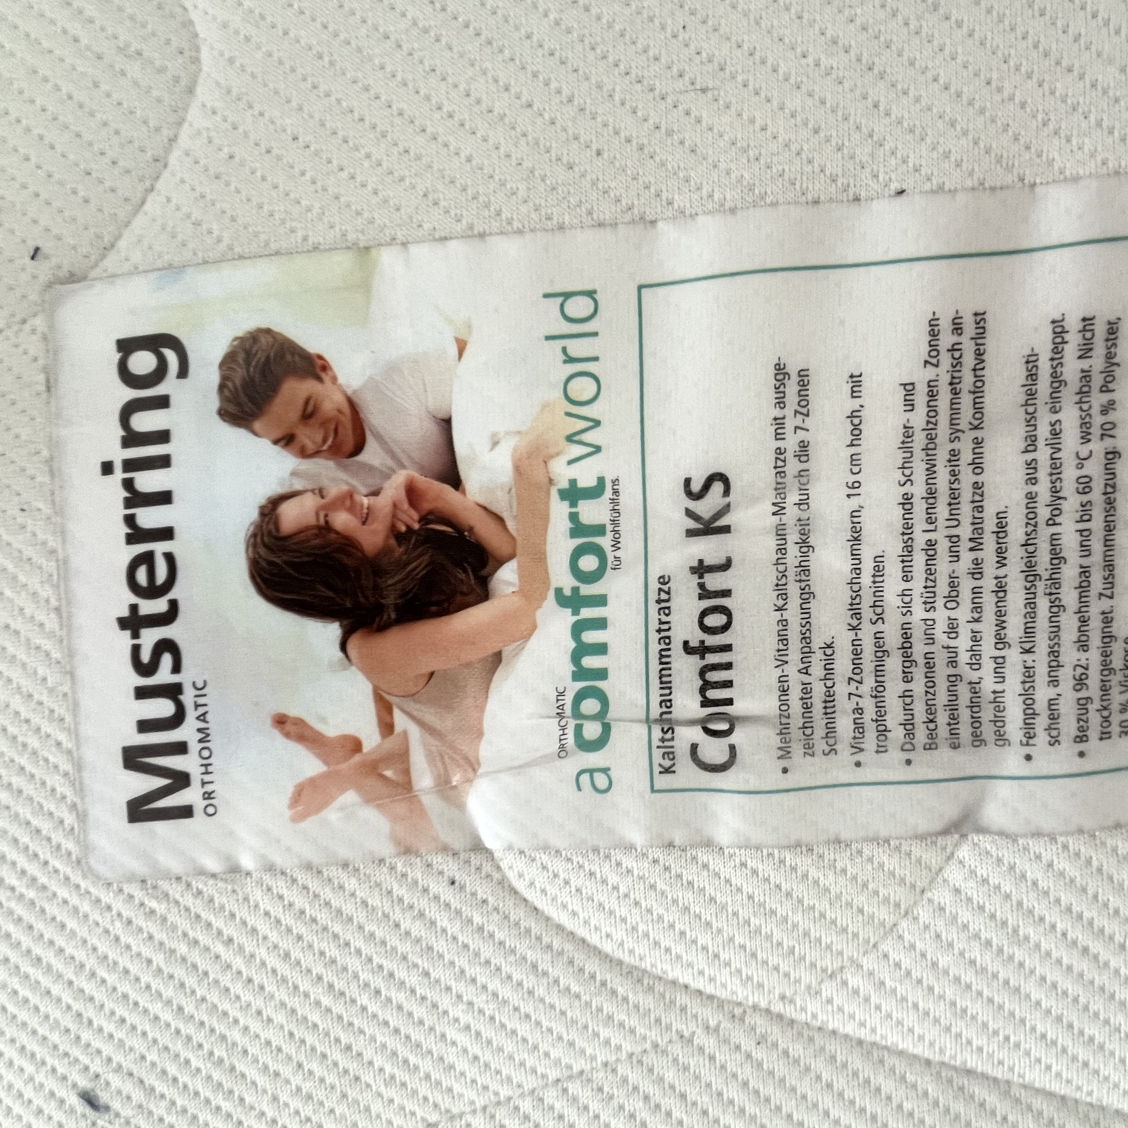 Musterring
ORTHOMATIC
ORTHOMATIC
a comfort world
für Wohlfühlfans.
Kaltschaummatratze
Comfort KS
• Mehrzonen-Vitana-Kaltschaum-Matratze mit ausge-
zeichneter Anpassungsfähigkeit durch die 7-Zonen
Schnitttechnick.
• Vitana-7-Zonen-Kaltschaumkern, 16 cm hoch, mit
tropfenförmigen Schnitten.
• Dadurch ergeben sich entlastende Schulter- und
Beckenzonen und stützende Lendenwirbelzonen. Zonen-
einteilung auf der Ober- und Unterseite symmetrisch an-
geordnet, daher kann die Matratze ohne Komfortverlust
gedreht und gewendet werden.
• Feinpolster: Klimaausgleichszone aus bauschelasti-
schem, anpassungsfähigem Polyestervlies eingesteppt.
• Bezug 962: abnehmbar und bis 60 °C waschbar. Nicht
trocknergeeignet. Zusammensetzung: 70 % Polyester,
30 % Viskose